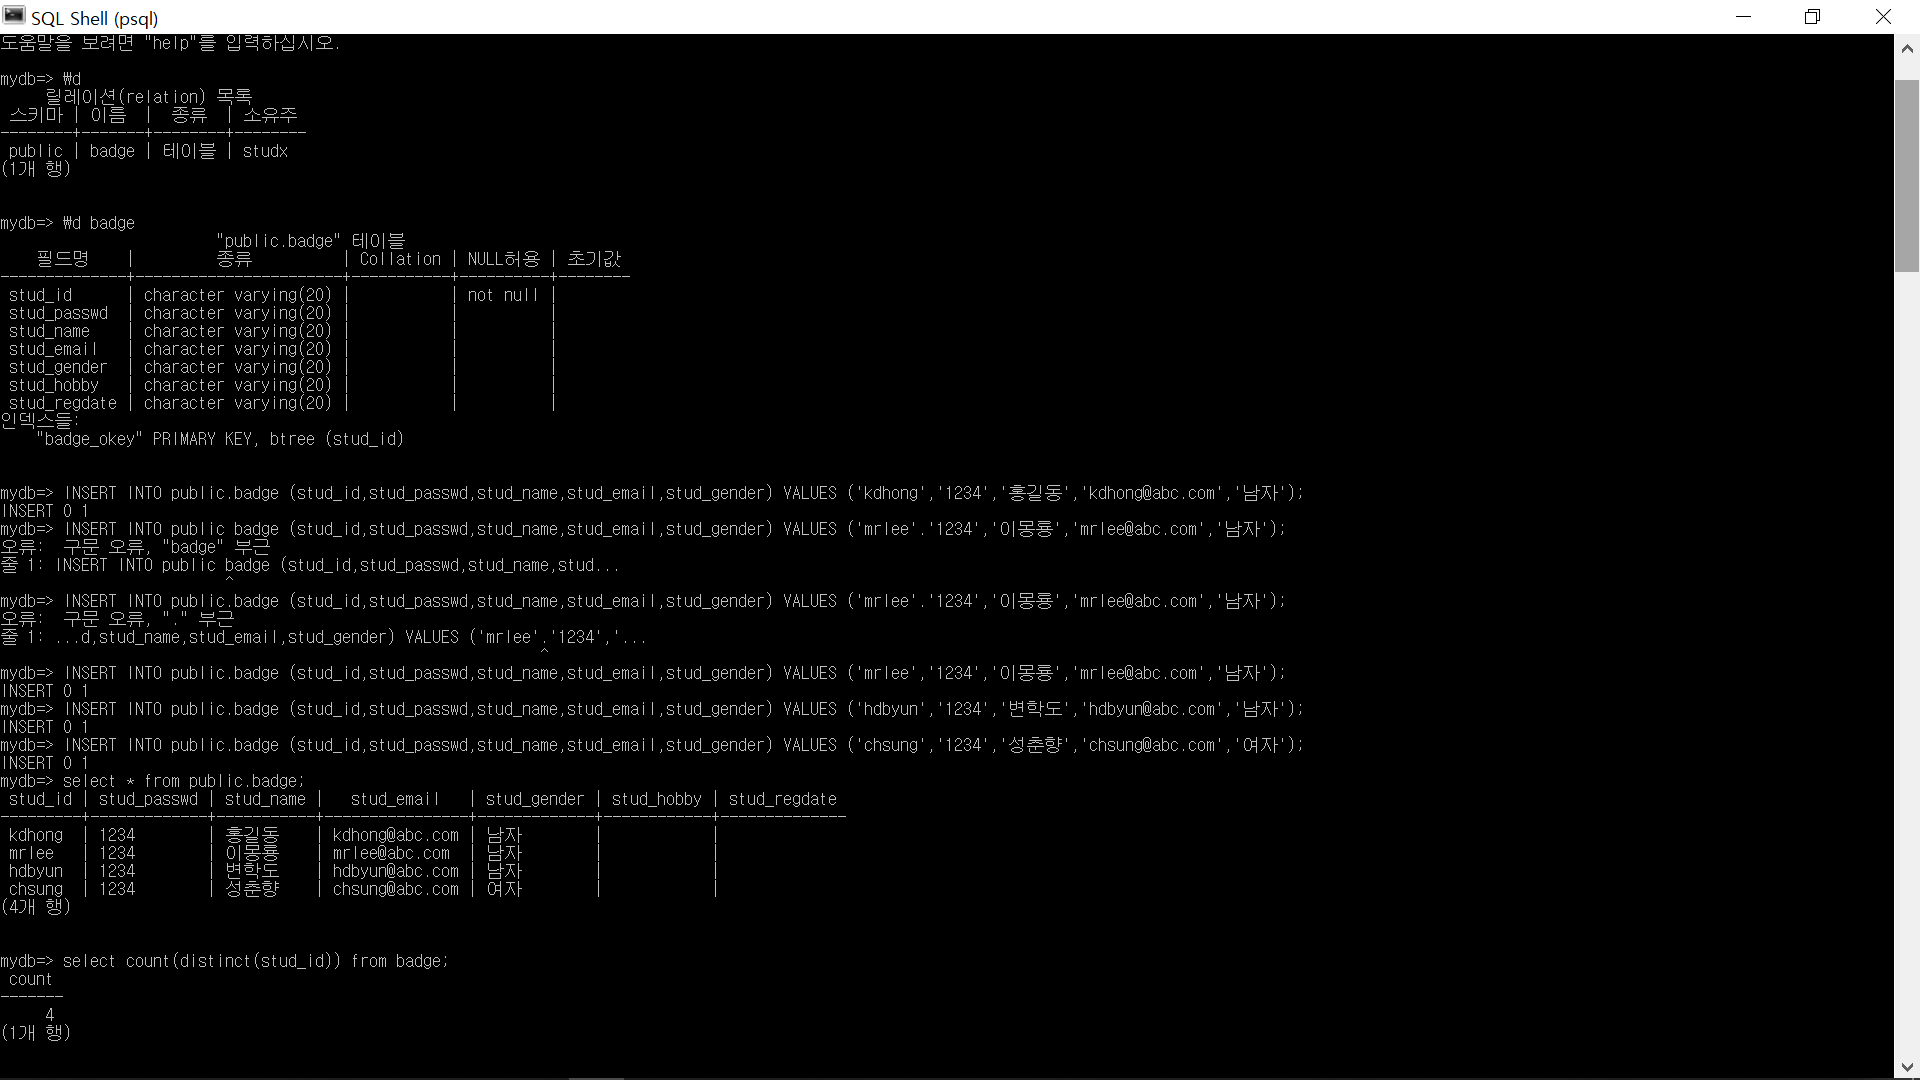 SQL Shell (psql)
도움말을 보려면 "help"를 입력하십시오.
mydb=> ₩d
릴레이션(relation) 목록
스키마 | 이름 | 종류 | 소유주
--------+-------+--------+--------
public | badge | 테이블 | studx
(1개 행)
mydb=> ₩d badge
"public.badge" 테이블
필드명 | 종류 | Collation | NULL허용 | 초기값
--------------+-----------------------+-----------+----------+--------
stud_id | character varying(20) | | not null |
stud_passwd | character varying(20) | | |
stud_name | character varying(20) | | |
stud_email | character varying(20) | | |
stud_gender | character varying(20) | | |
stud_hobby | character varying(20) | | |
stud_regdate | character varying(20) | | |
인덱스들:
"badge_okey" PRIMARY KEY, btree (stud_id)
mydb=> INSERT INTO public.badge (stud_id,stud_passwd,stud_name,stud_email,stud_gender) VALUES ('kdhong','1234','홍길동','kdhong@abc.com','남자');
INSERT 0 1
mydb=> INSERT INTO public badge (stud_id,stud_passwd,stud_name,stud_email,stud_gender) VALUES ('mrlee'.'1234','이몽룡','mrlee@abc.com','남자');
오류: 구문 오류, "badge" 부근
줄 1: INSERT INTO public badge (stud_id,stud_passwd,stud_name,stud...
^
mydb=> INSERT INTO public.badge (stud_id,stud_passwd,stud_name,stud_email,stud_gender) VALUES ('mrlee'.'1234','이몽룡','mrlee@abc.com','남자');
오류: 구문 오류, "." 부근
줄 1: ...d,stud_name,stud_email,stud_gender) VALUES ('mrlee'.'1234','...
^
mydb=> INSERT INTO public.badge (stud_id,stud_passwd,stud_name,stud_email,stud_gender) VALUES ('mrlee','1234','이몽룡','mrlee@abc.com','남자');
INSERT 0 1
mydb=> INSERT INTO public.badge (stud_id,stud_passwd,stud_name,stud_email,stud_gender) VALUES ('hdbyun','1234','변학도','hdbyun@abc.com','남자');
INSERT 0 1
mydb=> INSERT INTO public.badge (stud_id,stud_passwd,stud_name,stud_email,stud_gender) VALUES ('chsung','1234','성춘향','chsung@abc.com','여자');
INSERT 0 1
mydb=> select * from public.badge;
stud_id | stud_passwd | stud_name | stud_email | stud_gender | stud_hobby | stud_regdate
---------+-------------+-----------+----------------+-------------+------------+--------------
kdhong | 1234 | 홍길동 | kdhong@abc.com | 남자 | |
mrlee | 1234 | 이몽룡 | mrlee@abc.com | 남자 | |
hdbyun | 1234 | 변학도 | hdbyun@abc.com | 남자 | |
chsung | 1234 | 성춘향 | chsung@abc.com | 여자 | |
(4개 행)
mydb=> select count(distinct(stud_id)) from badge;
count
-------
4
(1개 행)